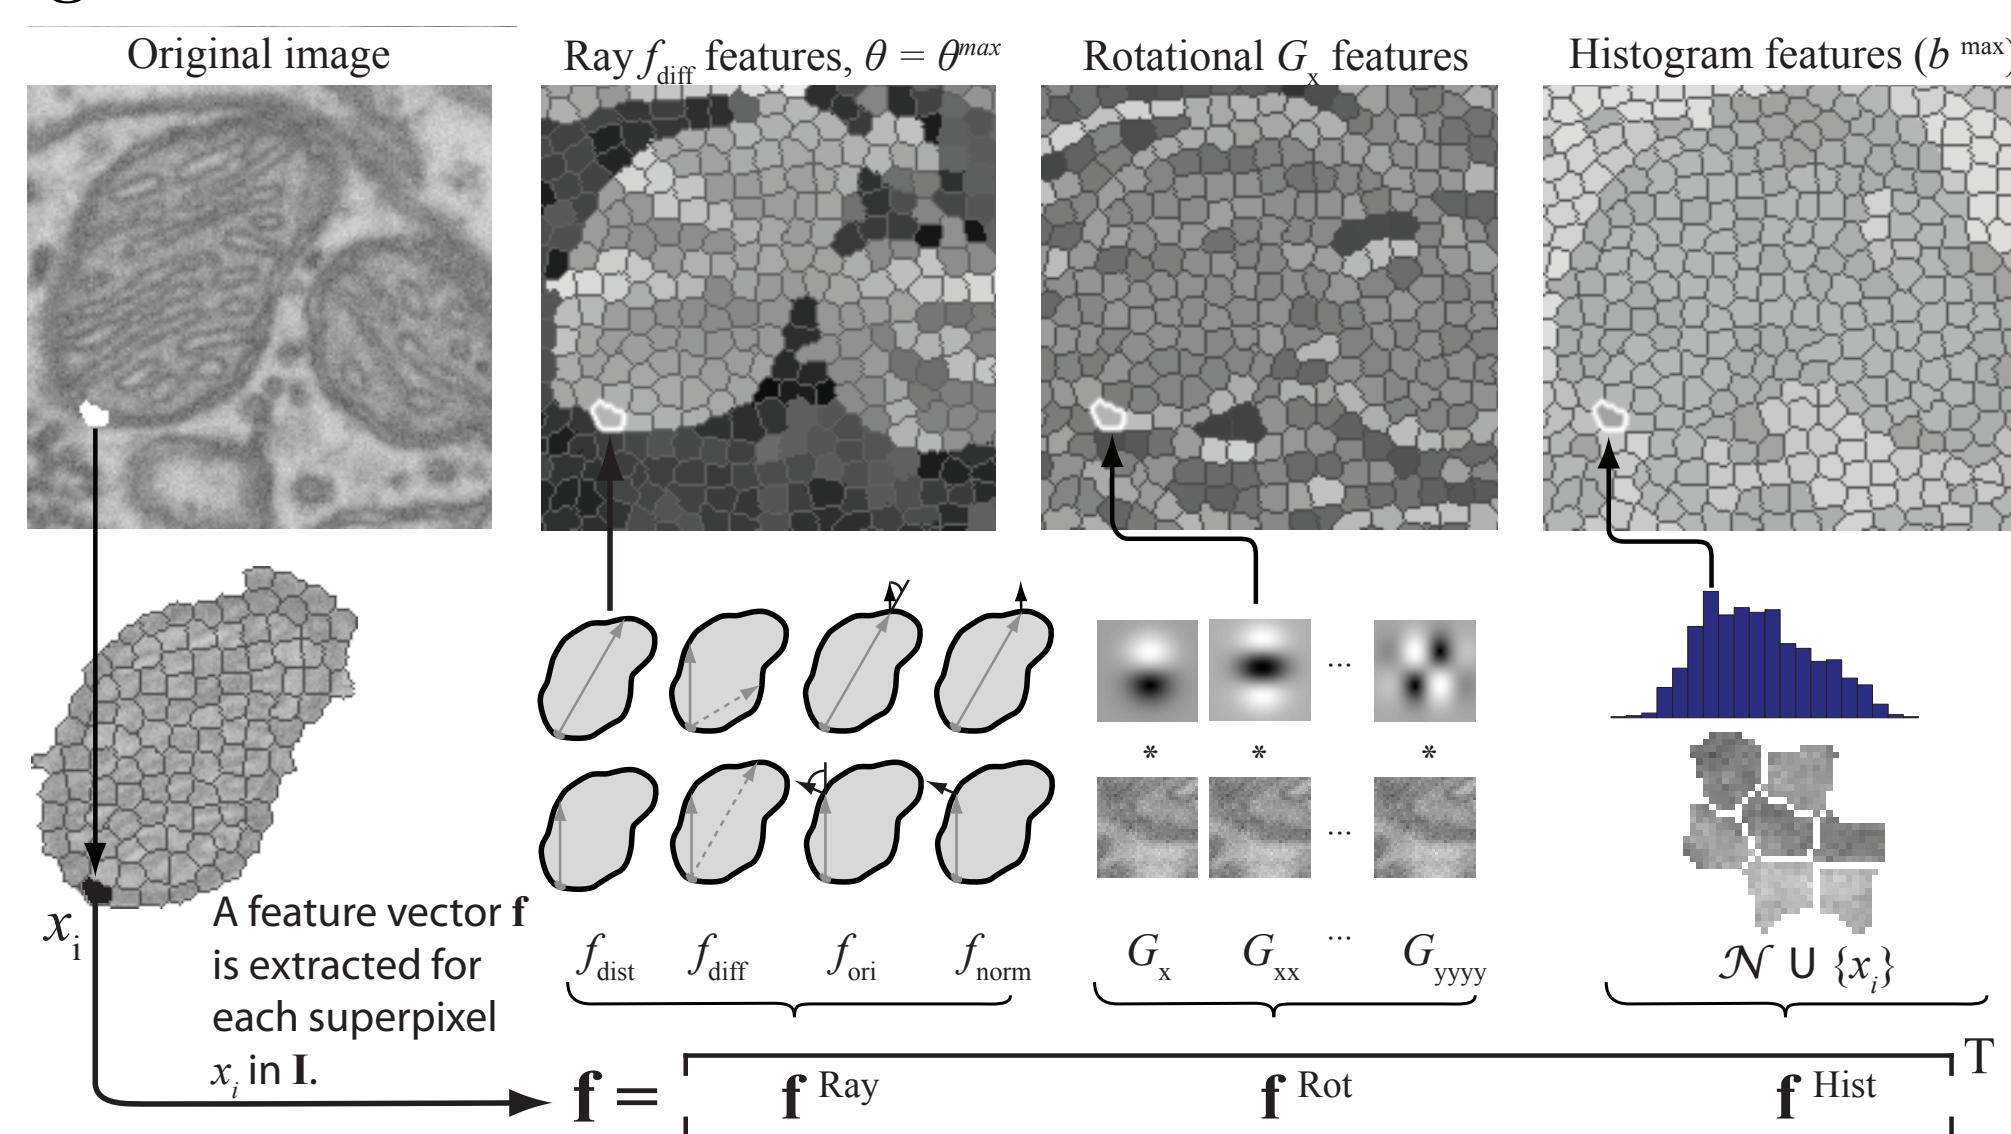 Original image
Ray f_diff features, θ = θ^max
Rotational G_x features
Histogram features (b^max)
...
* * *
...
x_i
A feature vector f
is extracted for
each superpixel
x_i in I.
f_dist f_diff f_ori f_norm
G_x G_xx ... G_yyyy
𝒩 ∪ {x_i}
f = [ f^Ray f^Rot f^Hist ]^T